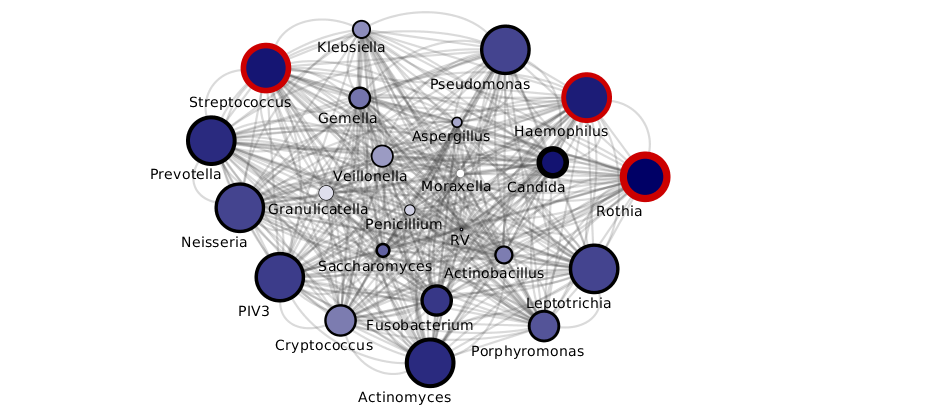 Klebsiella
Pseudomonas
Streptococcus
Gemella
Haemophilus
Aspergillus
Prevotella
Veillonella
Moraxella
Candida
Granulicatella
Rothia
Penicillium
Neisseria
RV
Saccharomyces
Actinobacillus
Leptotrichia
PIV3
Fusobacterium
Cryptococcus
Porphyromonas
Actinomyces